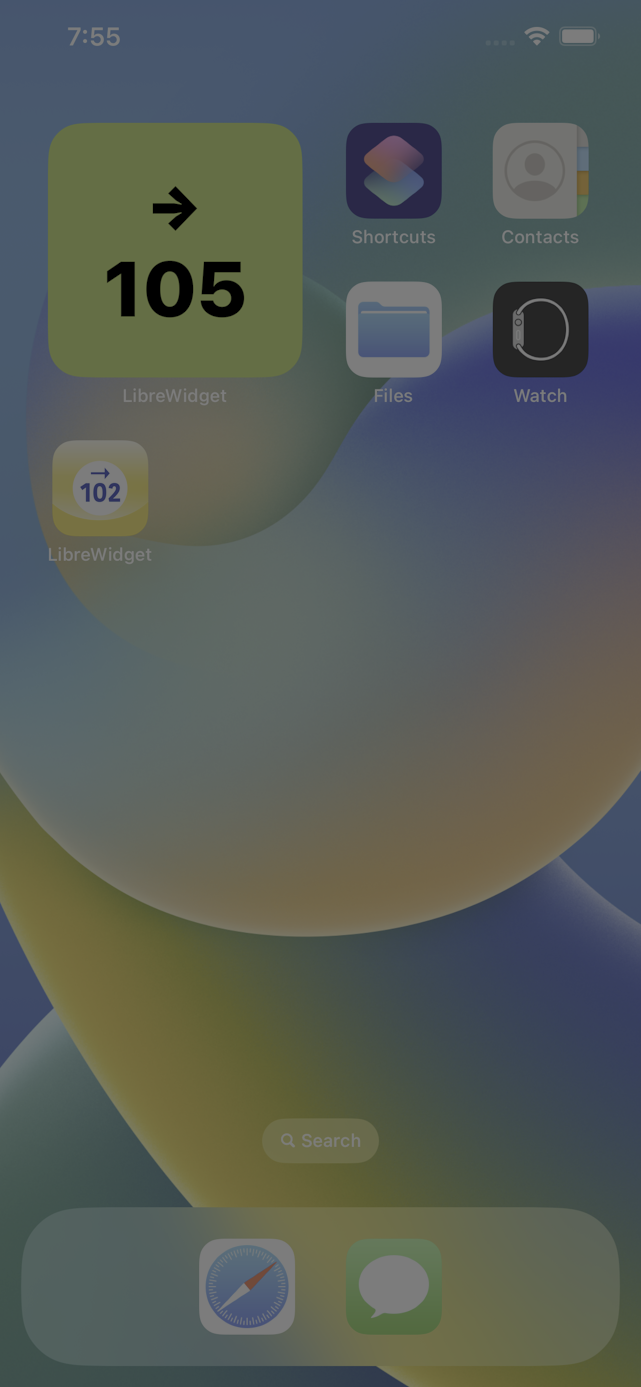 7:55
→
105
LibreWidget
Shortcuts
Contacts
Files
Watch
→
102
LibreWidget
Search